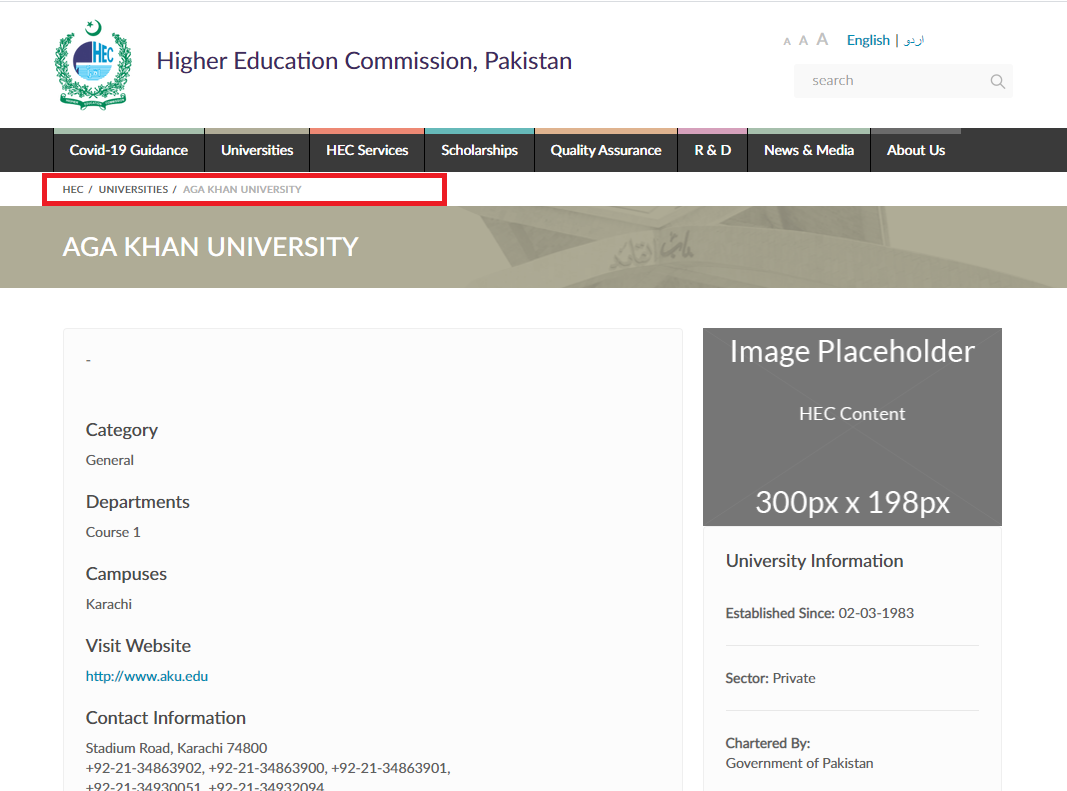 HEC
Higher Education Commission, Pakistan
A A A English | اردو
search
Covid-19 Guidance Universities HEC Services Scholarships Quality Assurance R & D News & Media About Us
HEC / UNIVERSITIES / AGA KHAN UNIVERSITY
AGA KHAN UNIVERSITY
-
Category
General
Departments
Course 1
Campuses
Karachi
Visit Website
http://www.aku.edu
Contact Information
Stadium Road, Karachi 74800
+92-21-34863902, +92-21-34863900, +92-21-34863901,
+92-21-34930051, +92-21-34932094
Image Placeholder
HEC Content
300px x 198px
University Information
Established Since: 02-03-1983
Sector: Private
Chartered By:
Government of Pakistan